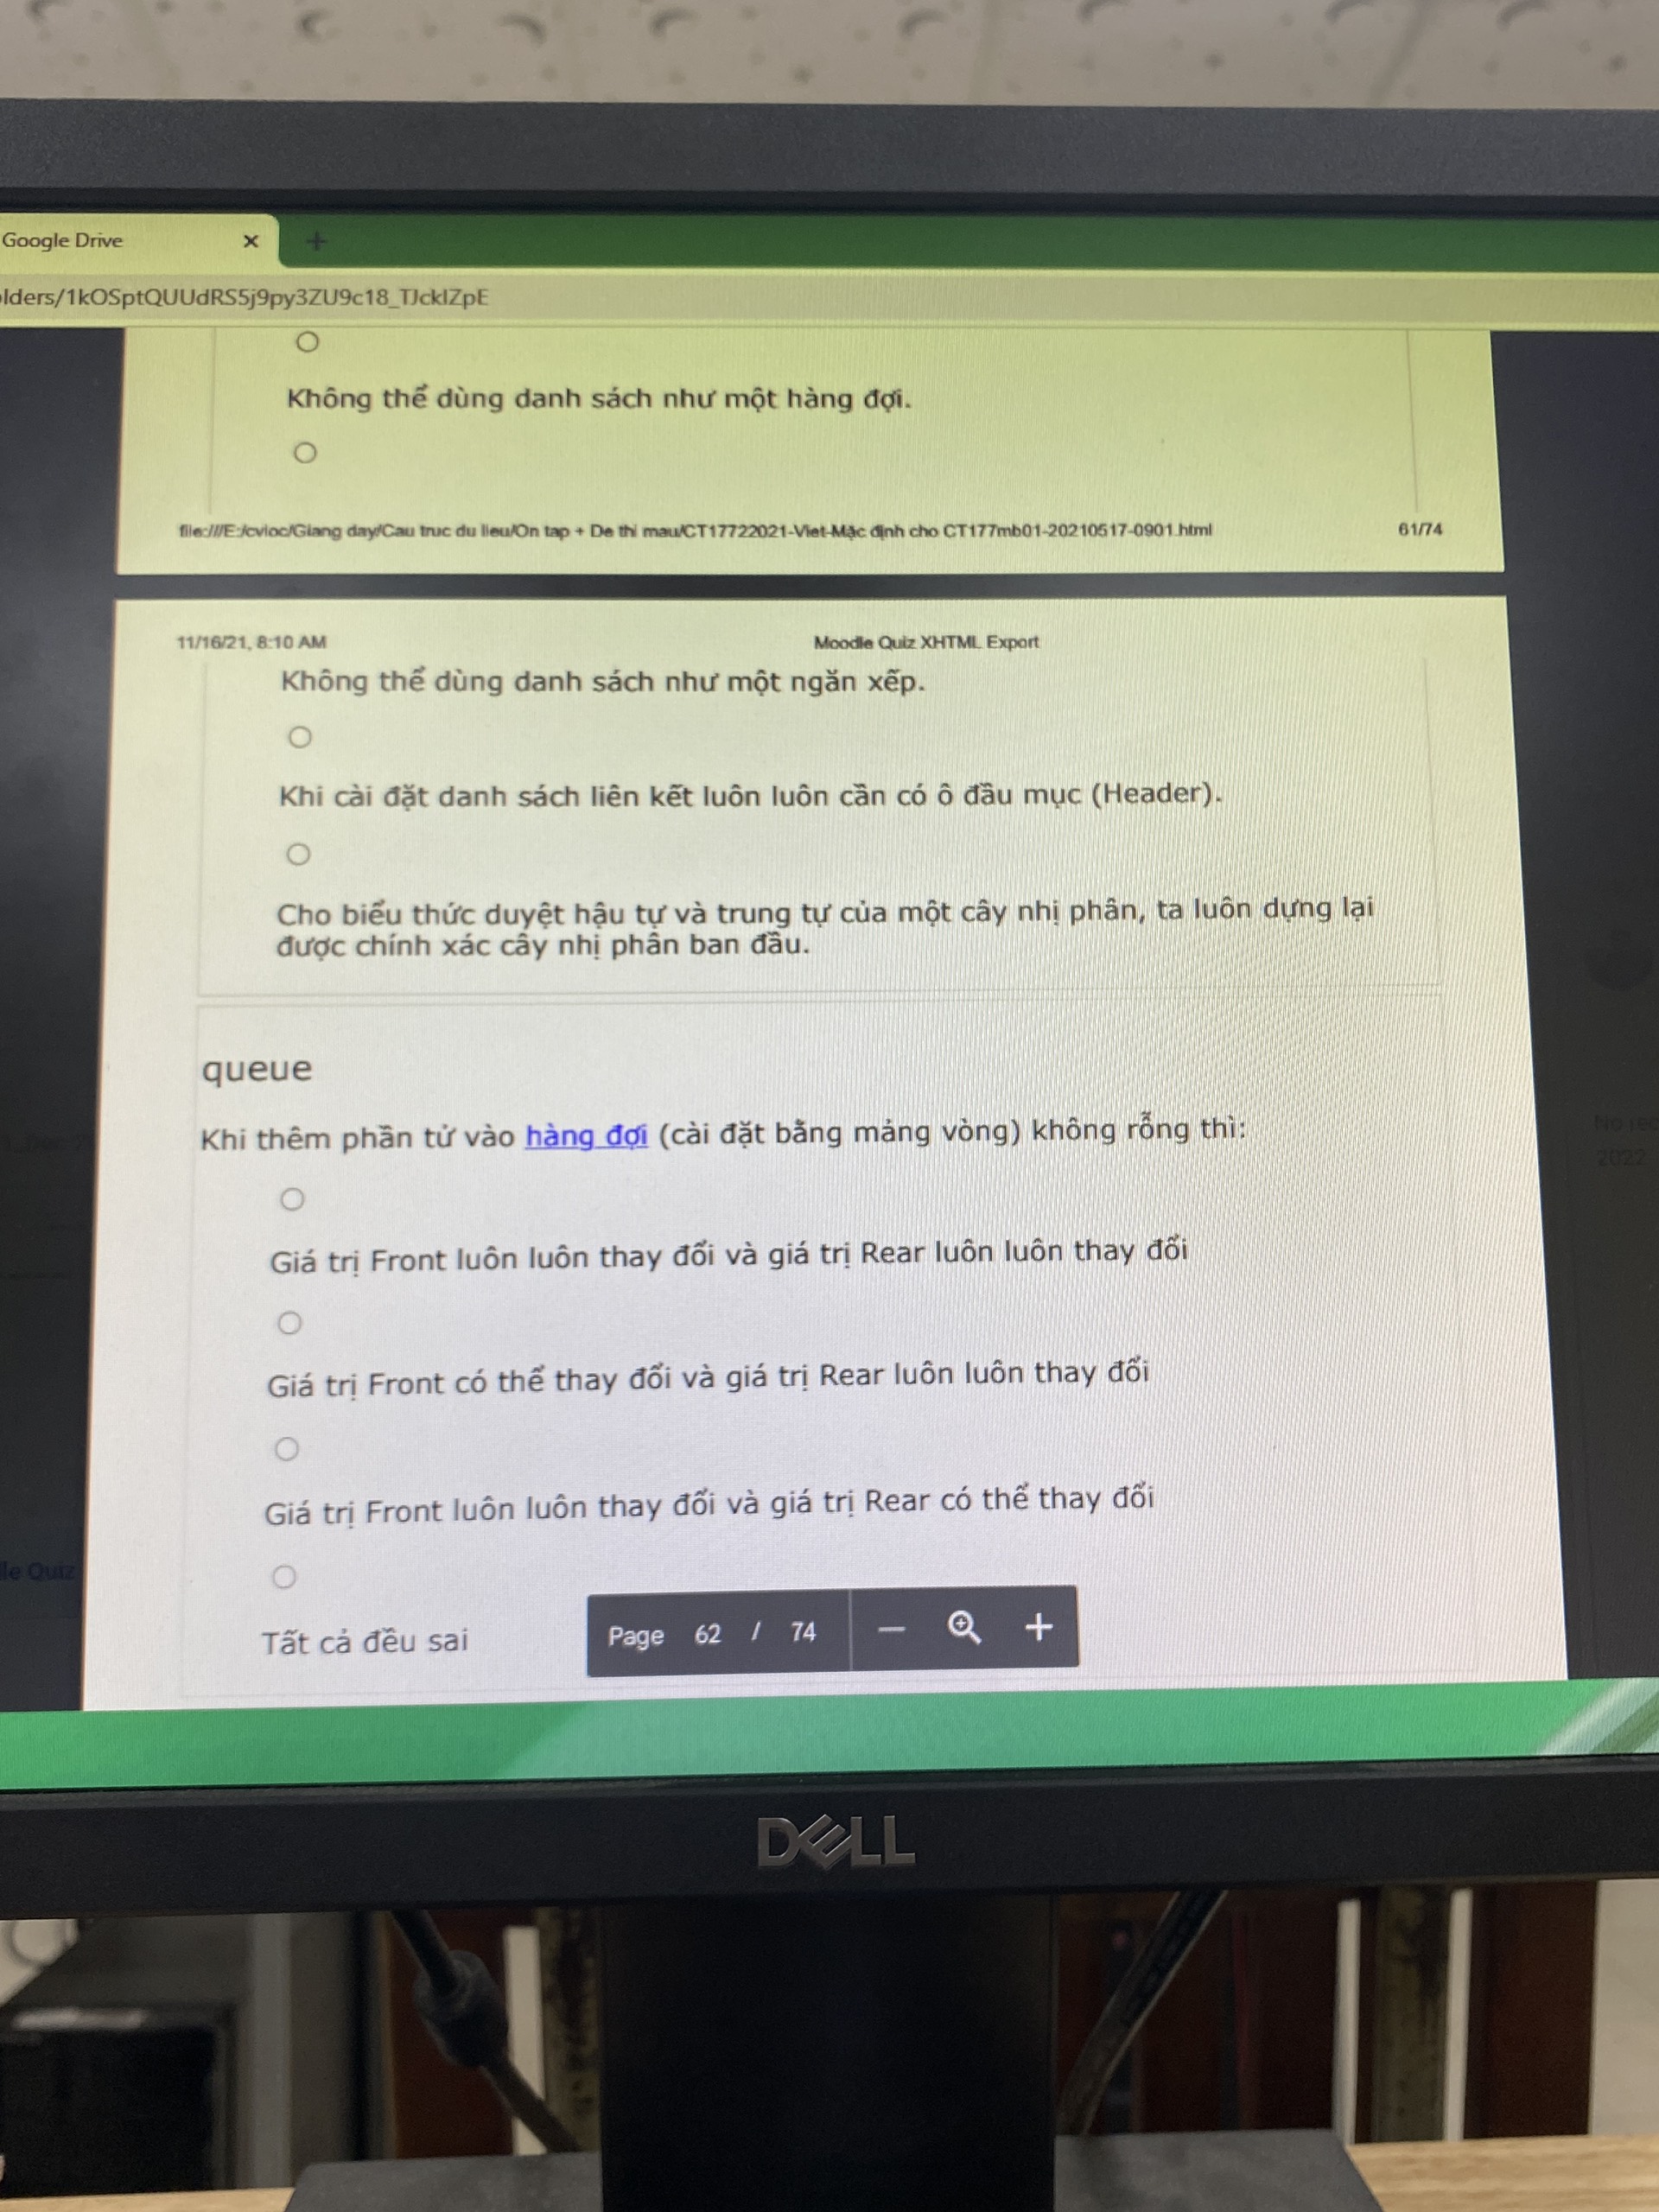 Google Drive
lders/1kOSptQUUdRS5j9py3ZU9c18_TJcklZpE
Không thể dùng danh sách như một hàng đợi.
file:///E:/cvloc/Giang day/Cau truc du lieu/On tap + De thi mau/CT17722021-Viet-Mặc định cho CT177mb01-20210517-0901.html 61/74
11/16/21, 8:10 AM Moodle Quiz XHTML Export
Không thể dùng danh sách như một ngăn xếp.
Khi cài đặt danh sách liên kết luôn luôn cần có ô đầu mục (Header).
Cho biểu thức duyệt hậu tự và trung tự của một cây nhị phân, ta luôn dựng lại
được chính xác cây nhị phân ban đầu.
queue
Khi thêm phần tử vào hàng đợi (cài đặt bằng mảng vòng) không rỗng thì:
Giá trị Front luôn luôn thay đổi và giá trị Rear luôn luôn thay đổi
Giá trị Front có thể thay đổi và giá trị Rear luôn luôn thay đổi
Giá trị Front luôn luôn thay đổi và giá trị Rear có thể thay đổi
Tất cả đều sai
Page 62 / 74
No rec
2022
le Quiz
DELL